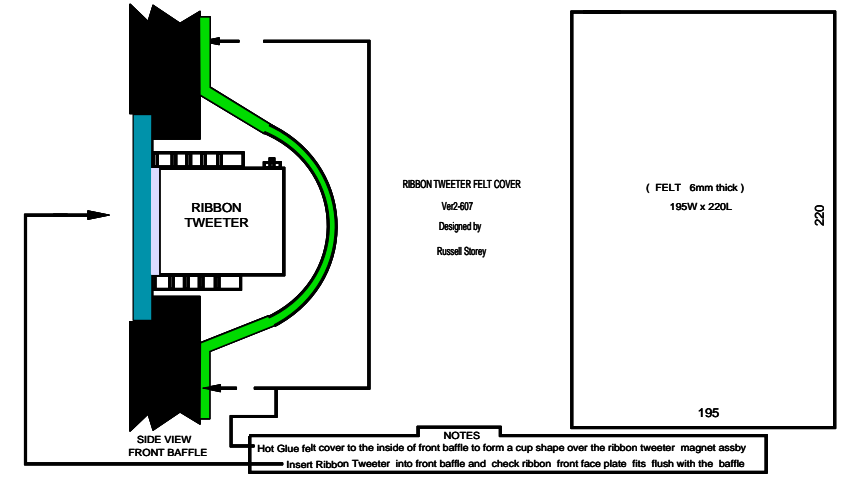 RIBBON
TWEETER
RIBBON TWEETER FELT COVER
Ver2-607
Designed by
Russell Storey
( FELT 6mm thick )
195W x 220L
220
195
SIDE VIEW
FRONT BAFFLE
NOTES
Hot Glue felt cover to the inside of front baffle to form a cup shape over the ribbon tweeter magnet assby
Insert Ribbon Tweeter into front baffle and check ribbon front face plate fits flush with the baffle